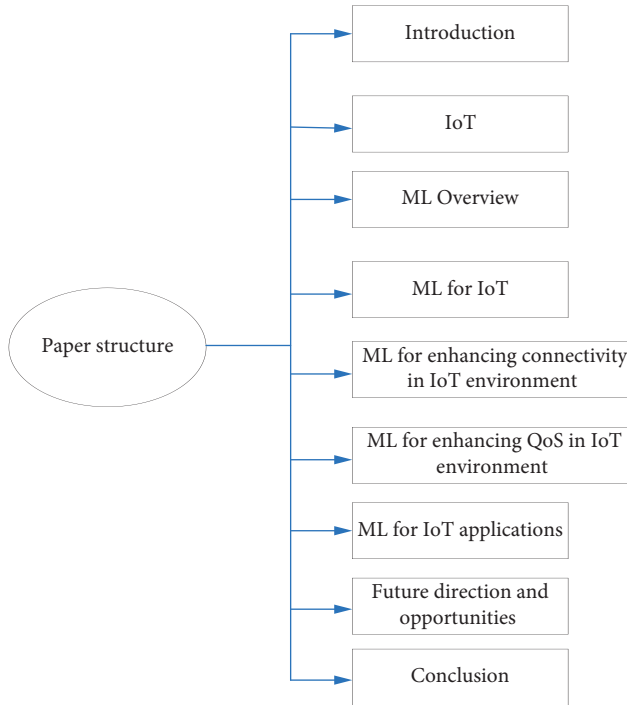 Introduction
IoT
ML Overview
ML for IoT
Paper structure
ML for enhancing connectivity
in IoT environment
ML for enhancing QoS in IoT
environment
ML for IoT applications
Future direction and
opportunities
Conclusion